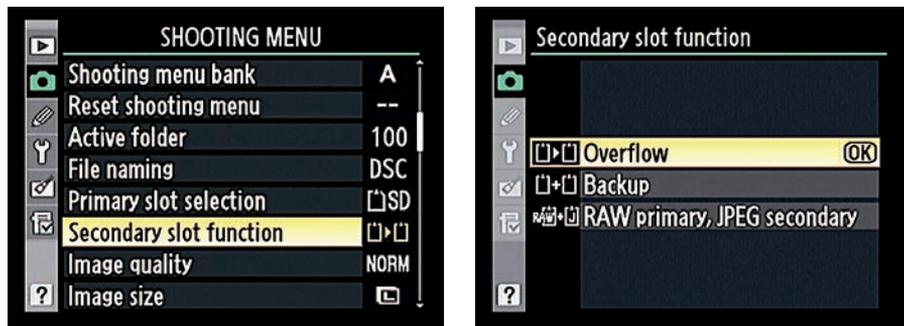 SHOOTING MENU
Shooting menu bank A
Reset shooting menu --
Active folder 100
File naming DSC
Primary slot selection SD
Secondary slot function
Image quality NORM
Image size L
?
Secondary slot function
Overflow OK
Backup
RAW + J RAW primary, JPEG secondary
?